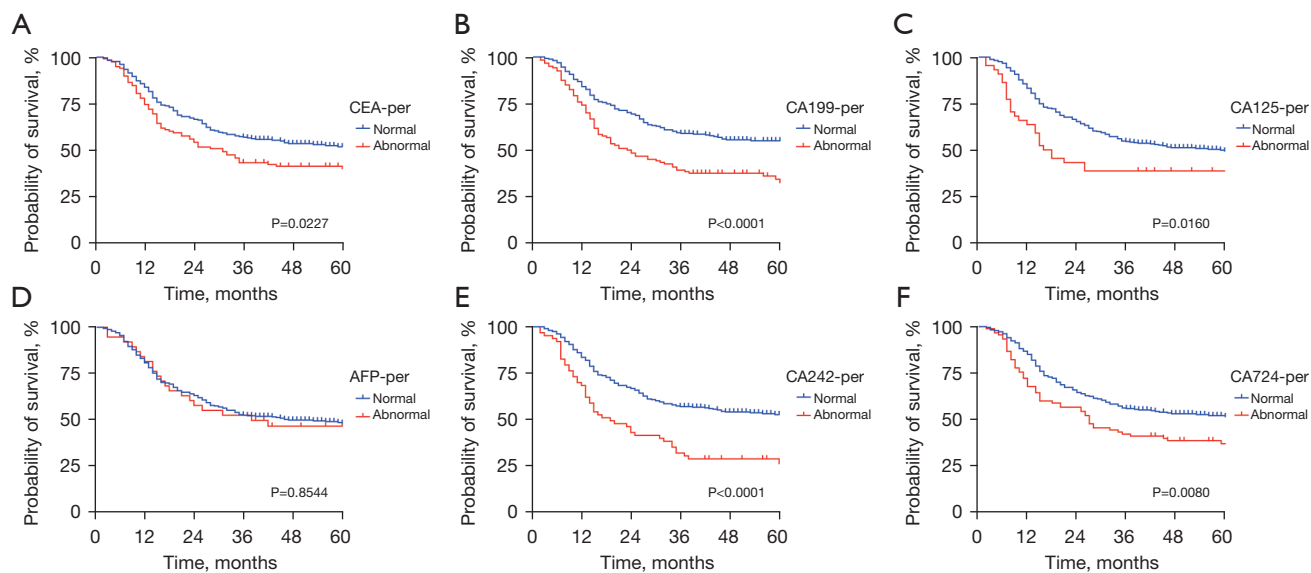 A
Probability of survival, %
100
75
50
25
0
0 12 24 36 48 60
Time, months
CEA-per
Normal
Abnormal
P=0.0227
B
Probability of survival, %
100
75
50
25
0
0 12 24 36 48 60
Time, months
CA199-per
Normal
Abnormal
P<0.0001
C
Probability of survival, %
100
75
50
25
0
0 12 24 36 48 60
Time, months
CA125-per
Normal
Abnormal
P=0.0160
D
Probability of survival, %
100
75
50
25
0
0 12 24 36 48 60
Time, months
AFP-per
Normal
Abnormal
P=0.8544
E
Probability of survival, %
100
75
50
25
0
0 12 24 36 48 60
Time, months
CA242-per
Normal
Abnormal
P<0.0001
F
Probability of survival, %
100
75
50
25
0
0 12 24 36 48 60
Time, months
CA724-per
Normal
Abnormal
P=0.0080